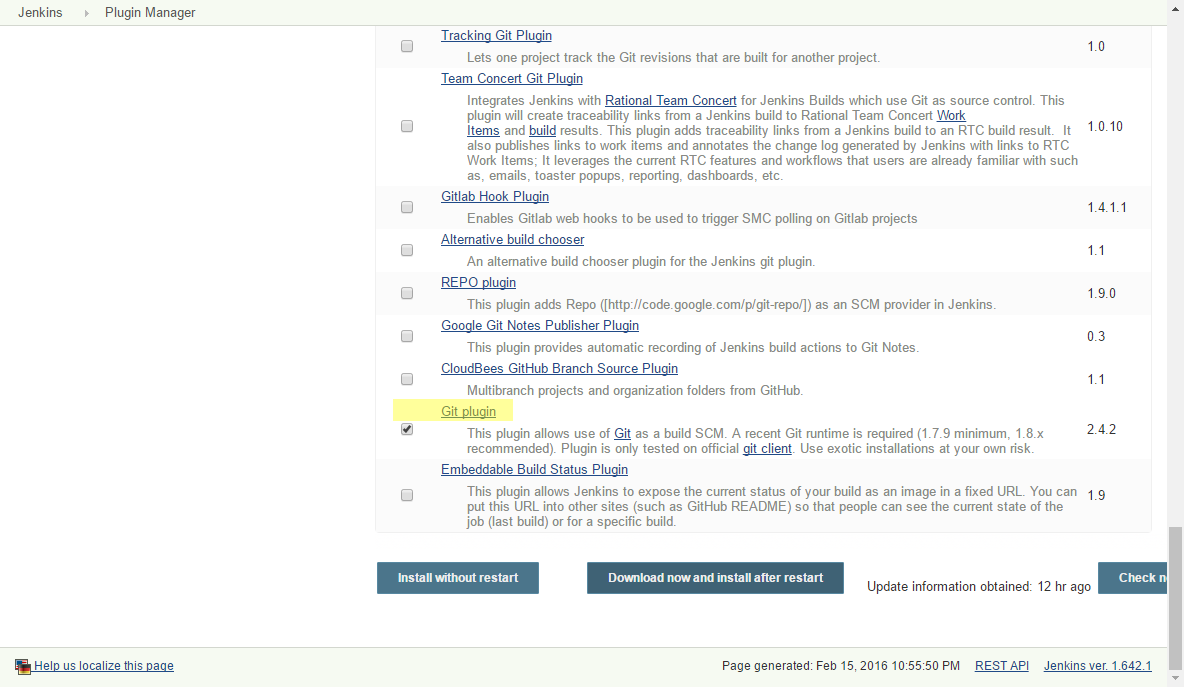 Jenkins Plugin Manager
Tracking Git Plugin
1.0
Lets one project track the Git revisions that are built for another project.
Team Concert Git Plugin
Integrates Jenkins with Rational Team Concert for Jenkins Builds which use Git as source control. This
plugin will create traceability links from a Jenkins build to Rational Team Concert Work
Items and build results. This plugin adds traceability links from a Jenkins build to an RTC build result. It
1.0.10
also publishes links to work items and annotates the change log generated by Jenkins with links to RTC
Work Items; It leverages the current RTC features and workflows that users are already familiar with such
as, emails, toaster popups, reporting, dashboards, etc.
Gitlab Hook Plugin
1.4.1.1
Enables Gitlab web hooks to be used to trigger SMC polling on Gitlab projects
Alternative build chooser
1.1
An alternative build chooser plugin for the Jenkins git plugin.
REPO plugin
1.9.0
This plugin adds Repo ([http://code.google.com/p/git-repo/]) as an SCM provider in Jenkins.
Google Git Notes Publisher Plugin
0.3
This plugin provides automatic recording of Jenkins build actions to Git Notes.
CloudBees GitHub Branch Source Plugin
1.1
Multibranch projects and organization folders from GitHub.
Git plugin
2.4.2
This plugin allows use of Git as a build SCM. A recent Git runtime is required (1.7.9 minimum, 1.8.x
recommended). Plugin is only tested on official git client. Use exotic installations at your own risk.
Embeddable Build Status Plugin
This plugin allows Jenkins to expose the current status of your build as an image in a fixed URL. You can
1.9
put this URL into other sites (such as GitHub README) so that people can see the current state of the
job (last build) or for a specific build.
Install without restart Download now and install after restart Update information obtained: 12 hr ago Check
Help us localize this page Page generated: Feb 15, 2016 10:55:50 PM REST API Jenkins ver. 1.642.1